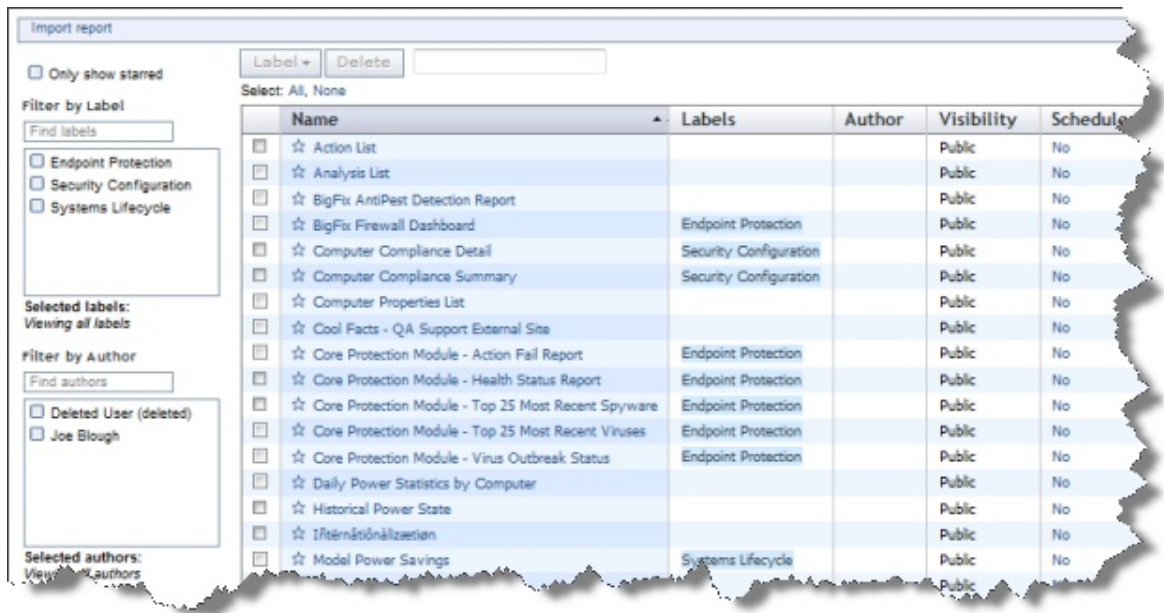 Import report
Only show starred
Filter by Label
Find labels
Endpoint Protection
Security Configuration
Systems Lifecycle
Selected labels:
Viewing all labels
Filter by Author
Find authors
Deleted User (deleted)
Joe Blough
Selected authors:
authors
Label Delete
Select: All, None
Name Labels Author Visibility
Action List Public No
Analysis List Public No
BigFix AntiPest Detection Report Public No
BigFix Firewall Dashboard Endpoint Protection Public No
Computer Compliance Detail Security Configuration Public No
Computer Compliance Summary Security Configuration Public No
Computer Properties List Public No
Cool Facts - QA Support External Site Public No
Core Protection Module - Action Fail Report Endpoint Protection Public No
Core Protection Module - Health Status Report Endpoint Protection Public No
Core Protection Module - Top 25 Most Recent Spyware Endpoint Protection Public No
Core Protection Module - Top 25 Most Recent Viruses Endpoint Protection Public No
Core Protection Module - Virus Outbreak Status Endpoint Protection Public No
Daily Power Statistics by Computer Public No
Historical Power State Public No
Public No
Model Power Savings Systems Lifecycle Public No
Public